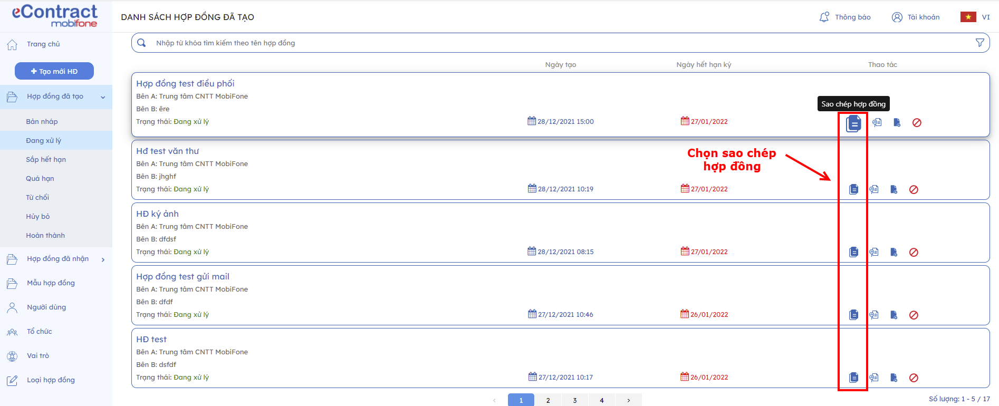 eContract
mobifone
DANH SÁCH HỢP ĐỒNG ĐÃ TẠO
Thông báo
Tài khoản
VI
Trang chủ
Tạo mới HĐ
Hợp đồng đã tạo
Bản nháp
Đang xử lý
Sắp hết hạn
Quá hạn
Từ chối
Hủy bỏ
Hoàn thành
Hợp đồng đã nhận
Mẫu hợp đồng
Người dùng
Tổ chức
Vai trò
Loại hợp đồng
Nhập từ khóa tìm kiếm theo tên hợp đồng
Ngày tạo
Ngày hết hạn ký
Thao tác
Hợp đồng test điều phối
Bên A: Trung tâm CNTT MobiFone
Bên B: êre
Trạng thái: Đang xử lý
28/12/2021 15:00
27/01/2022
Sao chép hợp đồng
Hđ test văn thư
Bên A: Trung tâm CNTT MobiFone
Bên B: jhghf
Trạng thái: Đang xử lý
28/12/2021 10:19
27/01/2022
Chọn sao chép
hợp đông
HĐ ký ảnh
Bên A: Trung tâm CNTT MobiFone
Bên B: dfdsf
Trạng thái: Đang xử lý
28/12/2021 08:15
27/01/2022
Hợp đồng test gửi mail
Bên A: Trung tâm CNTT MobiFone
Bên B: dfdf
Trạng thái: Đang xử lý
27/12/2021 10:46
26/01/2022
HĐ test
Bên A: Trung tâm CNTT MobiFone
Bên B: dsfdf
Trạng thái: Đang xử lý
27/12/2021 10:17
26/01/2022
‹ 1 2 3 4 ›
Số lượng: 1 - 5 / 17